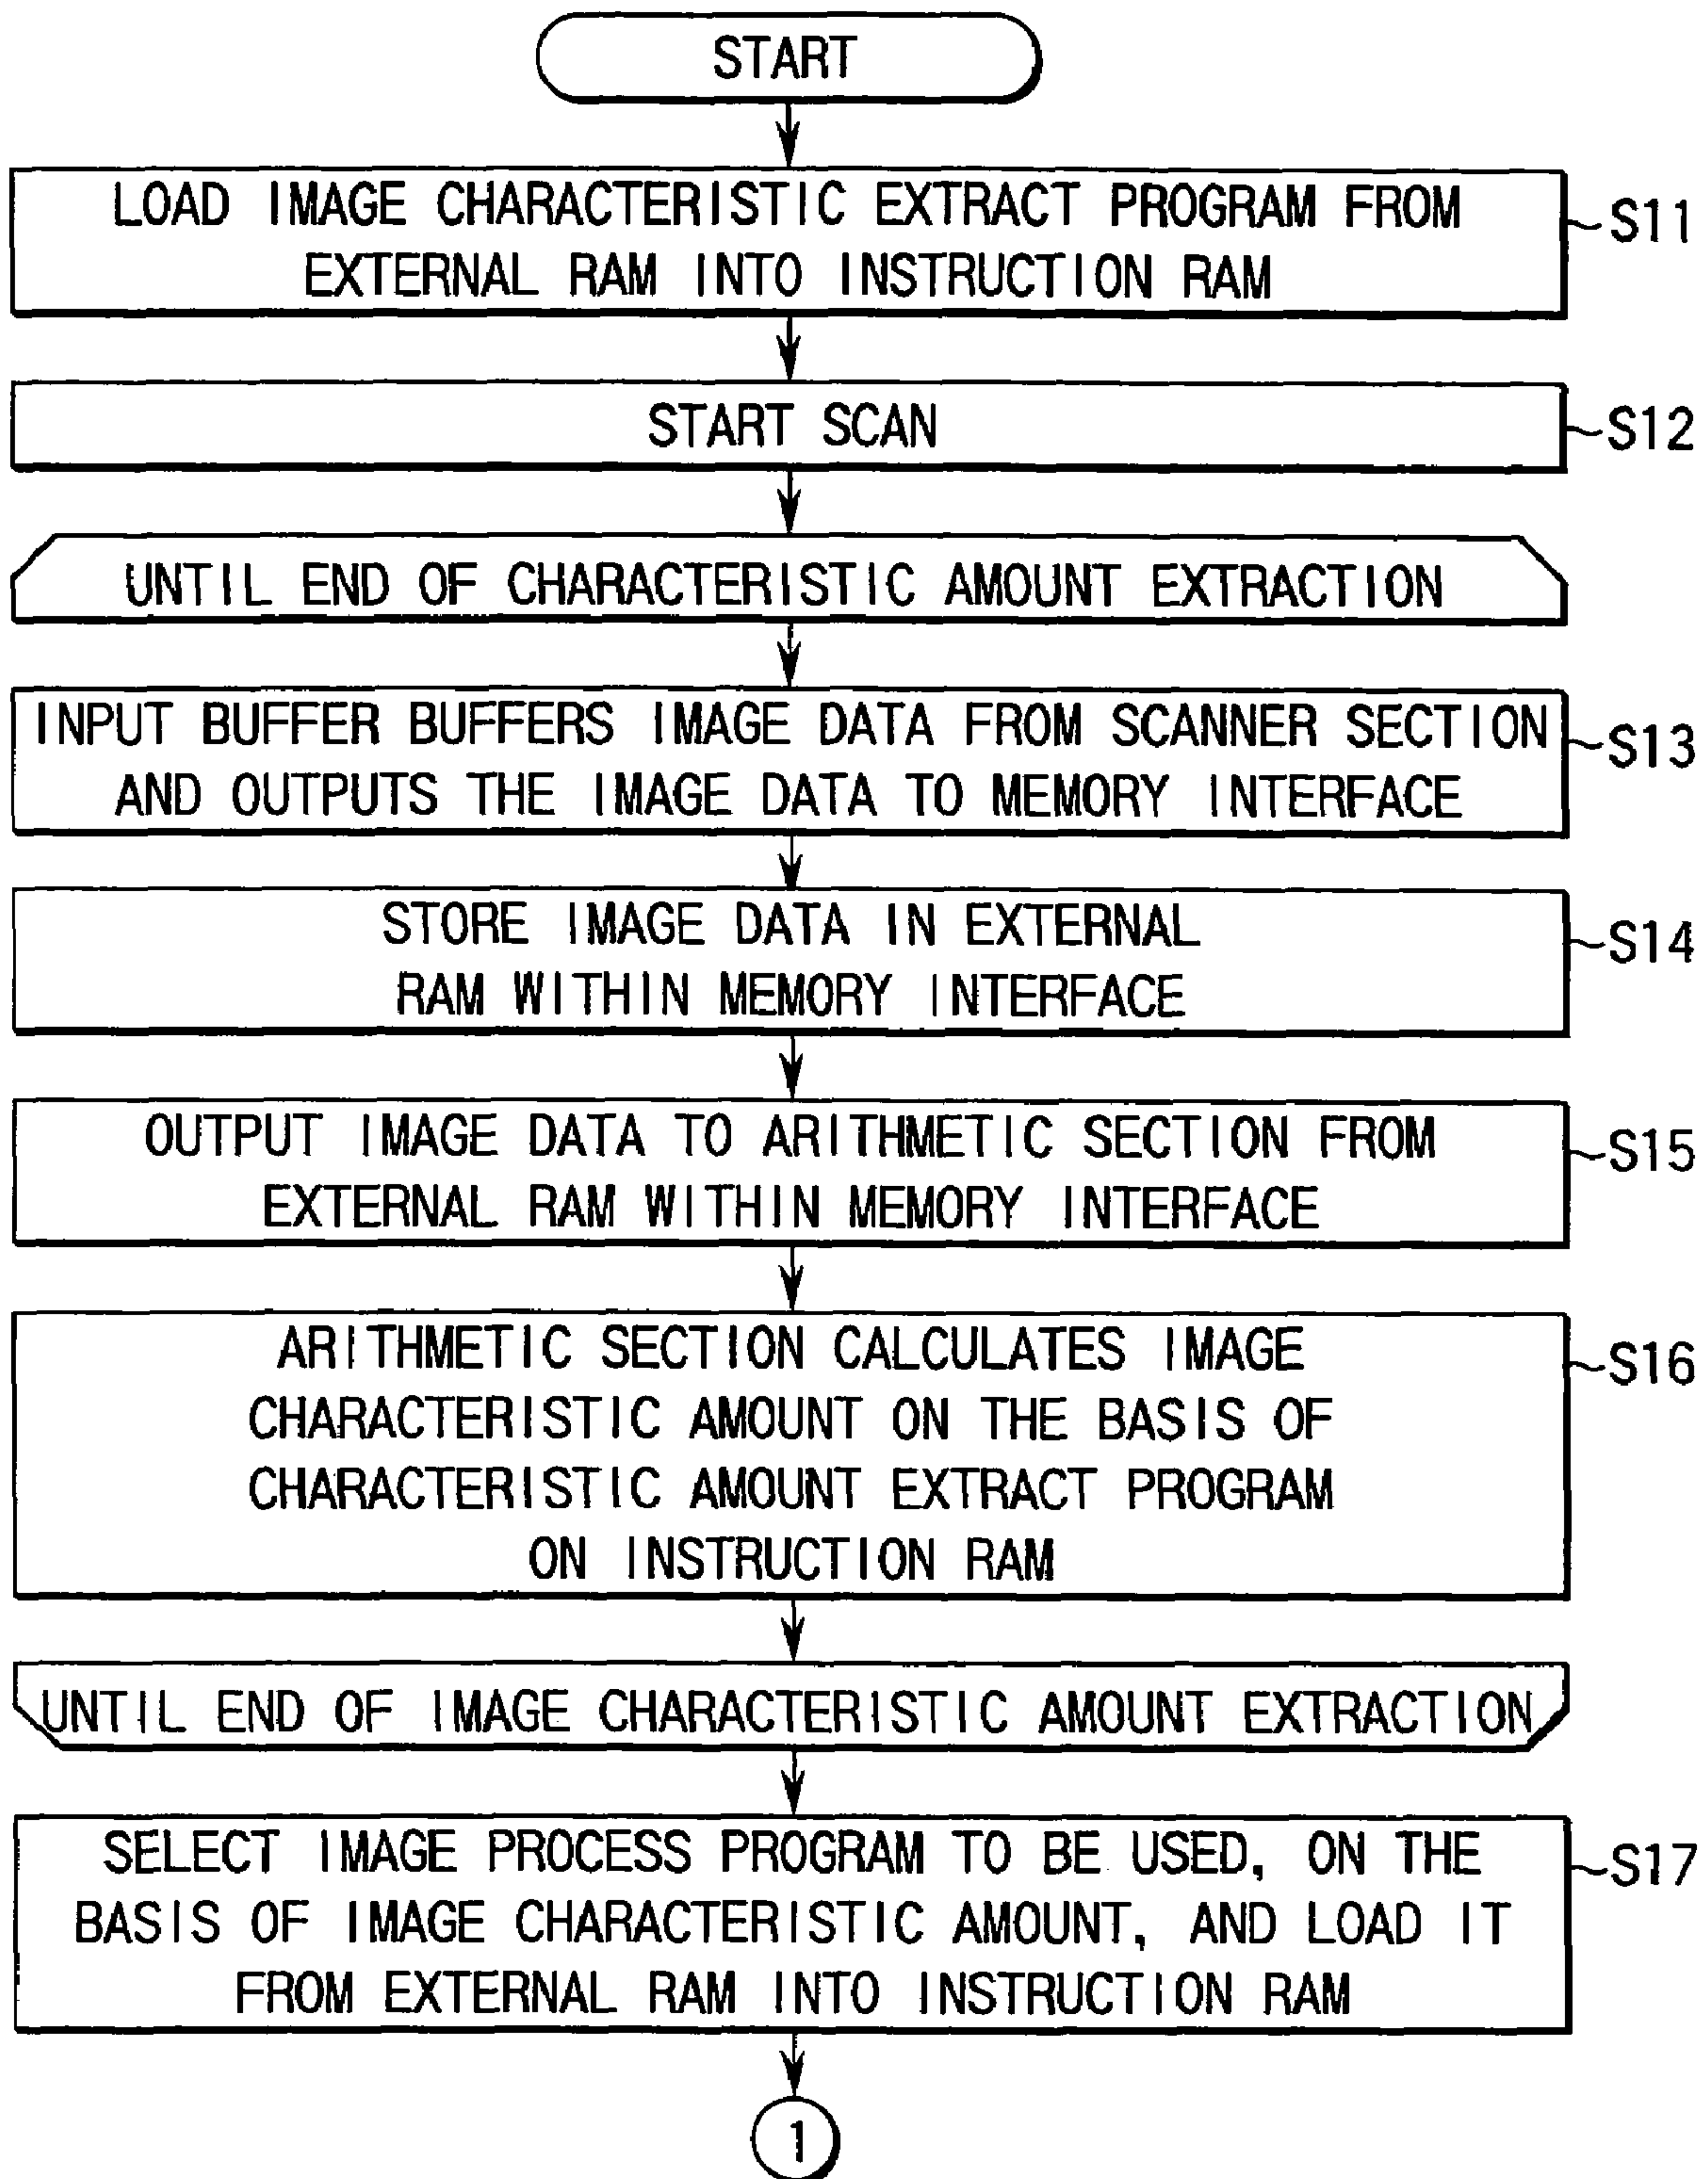 START
LOAD IMAGE CHARACTERISTIC EXTRACT PROGRAM FROM
EXTERNAL RAM INTO INSTRUCTION RAM
S11
START SCAN
S12
UNTIL END OF CHARACTERISTIC AMOUNT EXTRACTION
INPUT BUFFER BUFFERS IMAGE DATA FROM SCANNER SECTION
AND OUTPUTS THE IMAGE DATA TO MEMORY INTERFACE
S13
STORE IMAGE DATA IN EXTERNAL
RAM WITHIN MEMORY INTERFACE
S14
OUTPUT IMAGE DATA TO ARITHMETIC SECTION FROM
EXTERNAL RAM WITHIN MEMORY INTERFACE
S15
ARITHMETIC SECTION CALCULATES IMAGE
CHARACTERISTIC AMOUNT ON THE BASIS OF
CHARACTERISTIC AMOUNT EXTRACT PROGRAM
ON INSTRUCTION RAM
S16
UNTIL END OF IMAGE CHARACTERISTIC AMOUNT EXTRACTION
SELECT IMAGE PROCESS PROGRAM TO BE USED, ON THE
BASIS OF IMAGE CHARACTERISTIC AMOUNT, AND LOAD IT
FROM EXTERNAL RAM INTO INSTRUCTION RAM
S17
1